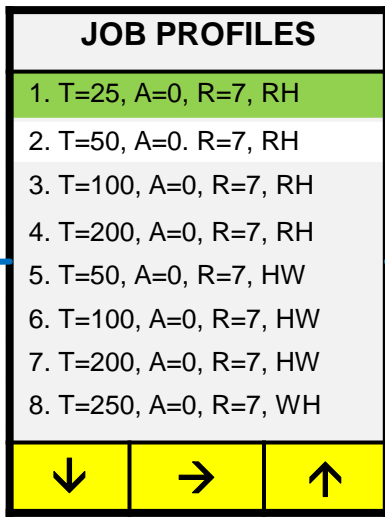 JOB PROFILES
1. T=25, A=0, R=7, RH
2. T=50, A=0. R=7, RH
3. T=100, A=0, R=7, RH
4. T=200, A=0, R=7, RH
5. T=50, A=0, R=7, HW
6. T=100, A=0, R=7, HW
7. T=200, A=0, R=7, HW
8. T=250, A=0, R=7, WH